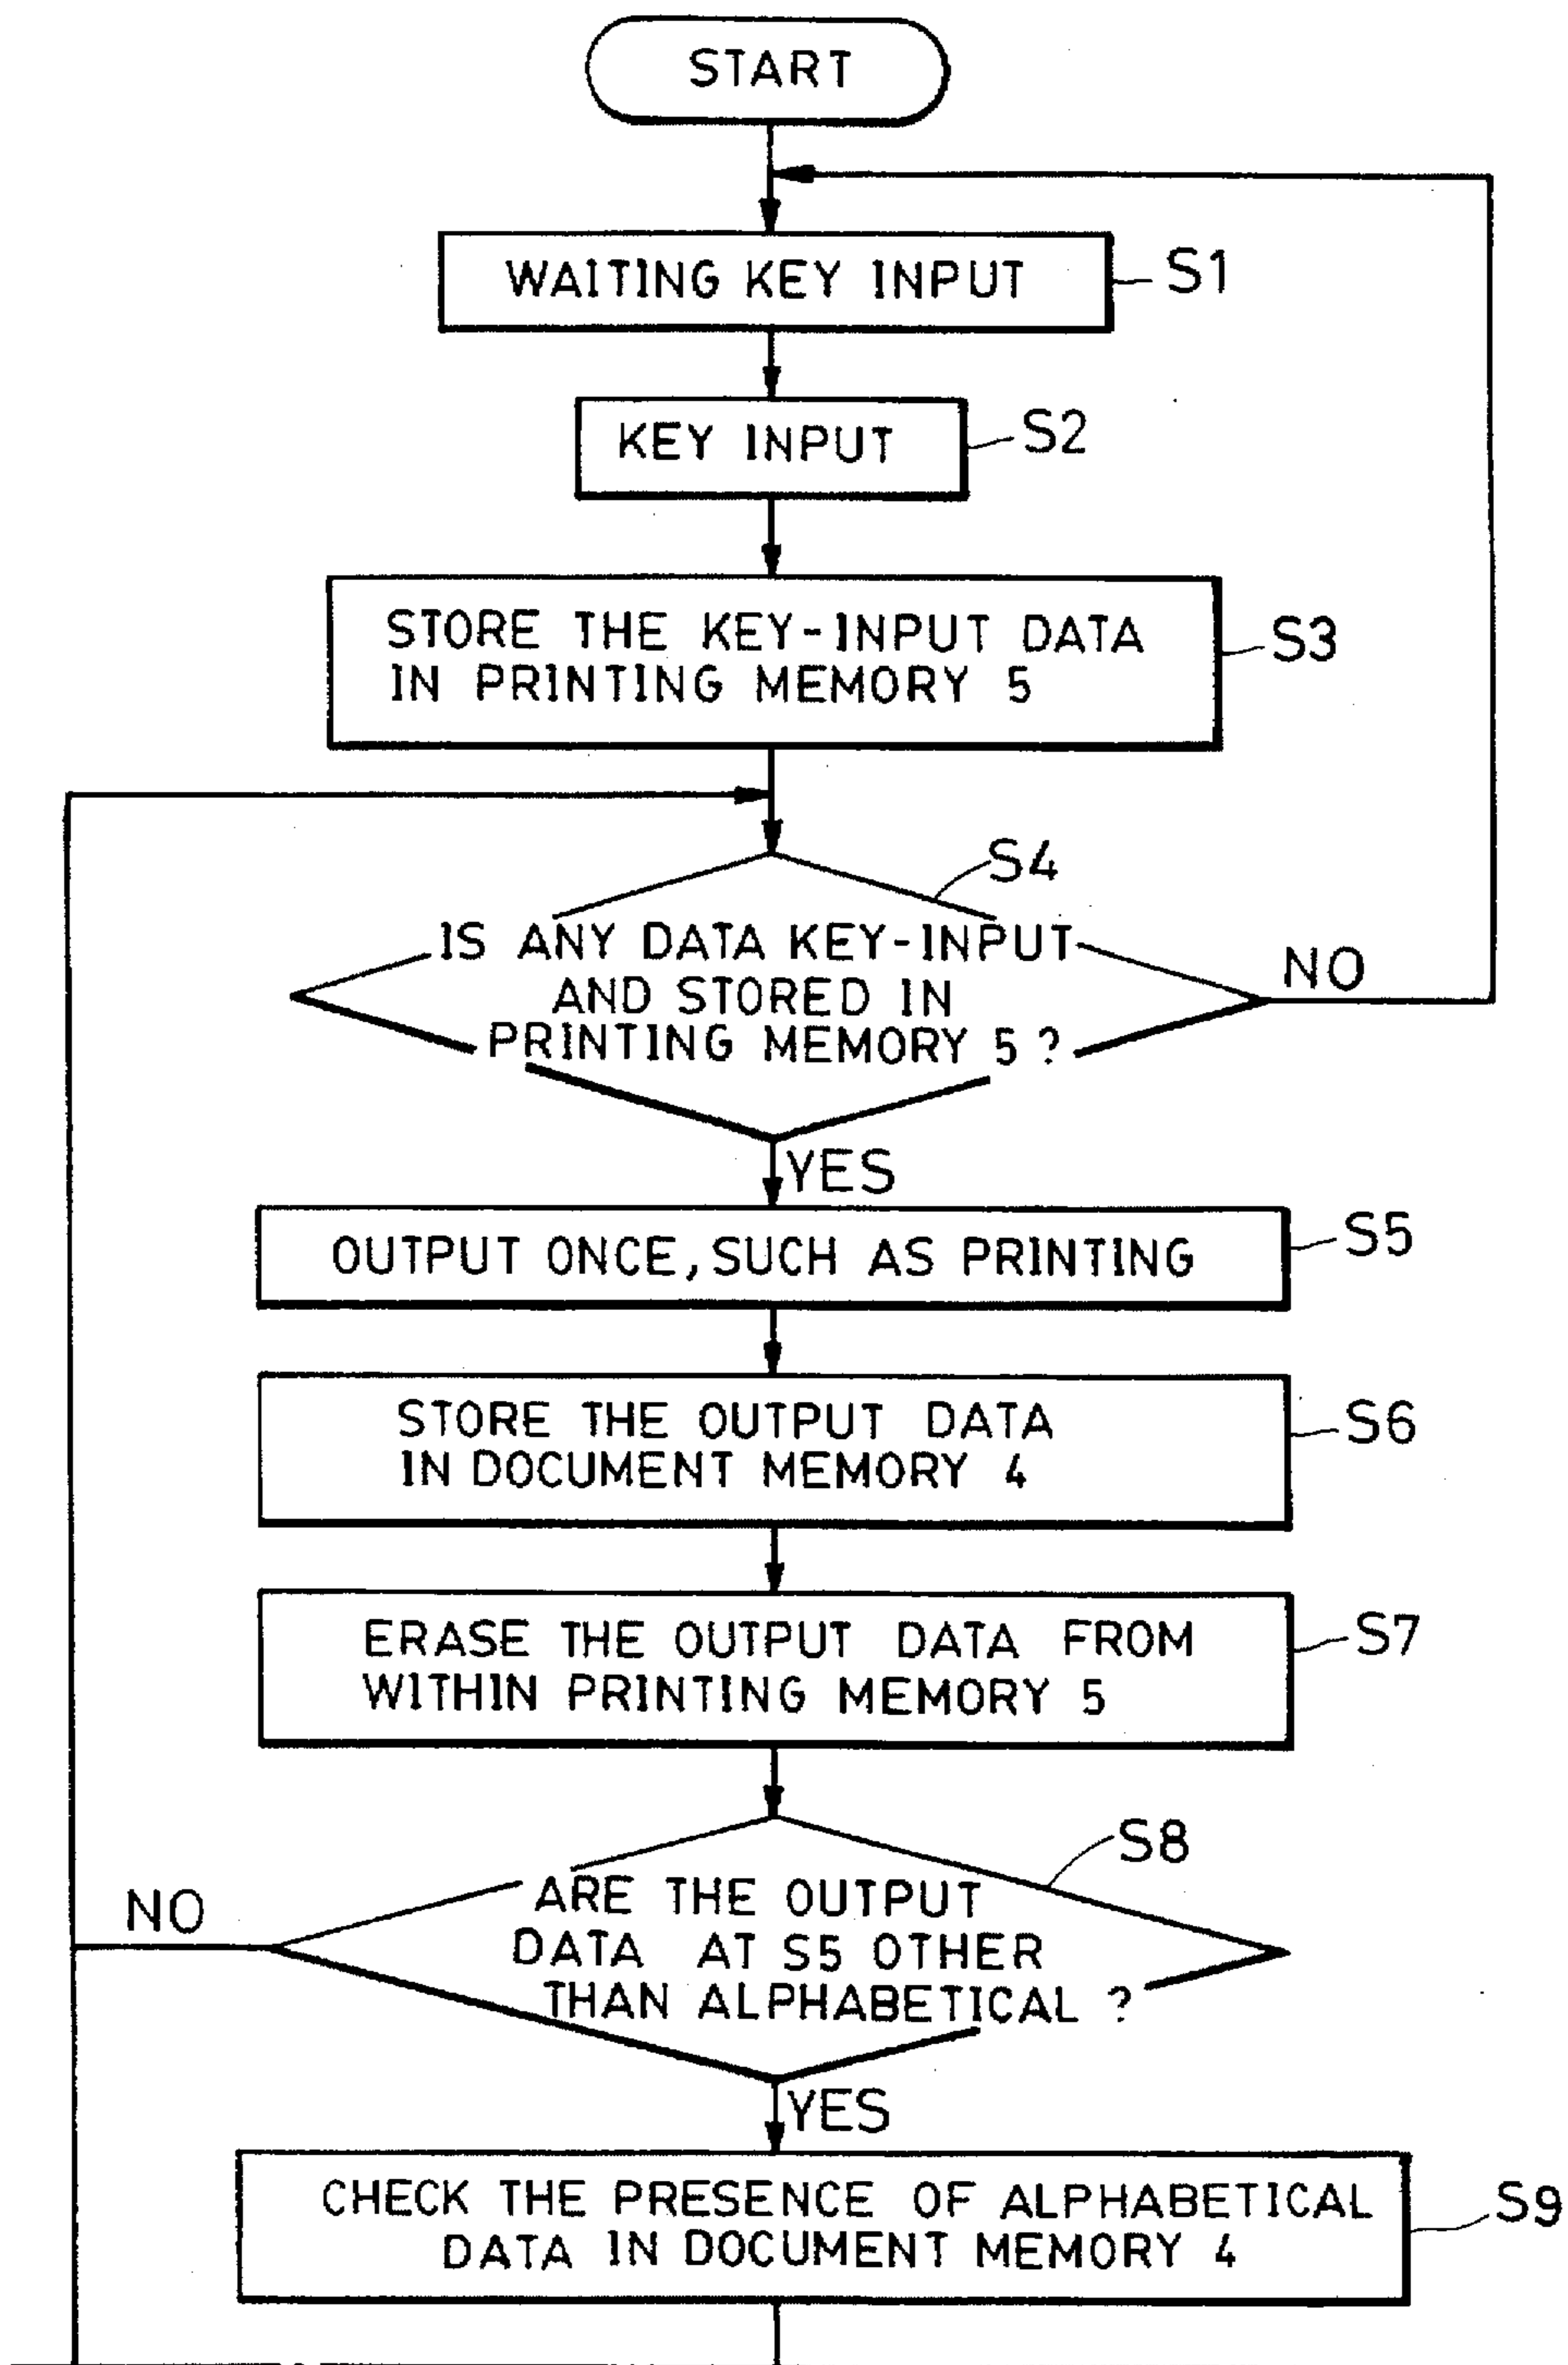 START
WAITING KEY INPUT
S1
KEY INPUT
S2
STORE THE KEY-INPUT DATA
IN PRINTING MEMORY 5
S3
S4
IS ANY DATA KEY-INPUT
AND STORED IN
PRINTING MEMORY 5 ?
NO
YES
OUTPUT ONCE, SUCH AS PRINTING
S5
STORE THE OUTPUT DATA
IN DOCUMENT MEMORY 4
S6
ERASE THE OUTPUT DATA FROM
WITHIN PRINTING MEMORY 5
S7
S8
ARE THE OUTPUT
DATA AT S5 OTHER
THAN ALPHABETICAL ?
NO
YES
CHECK THE PRESENCE OF ALPHABETICAL
DATA IN DOCUMENT MEMORY 4
S9